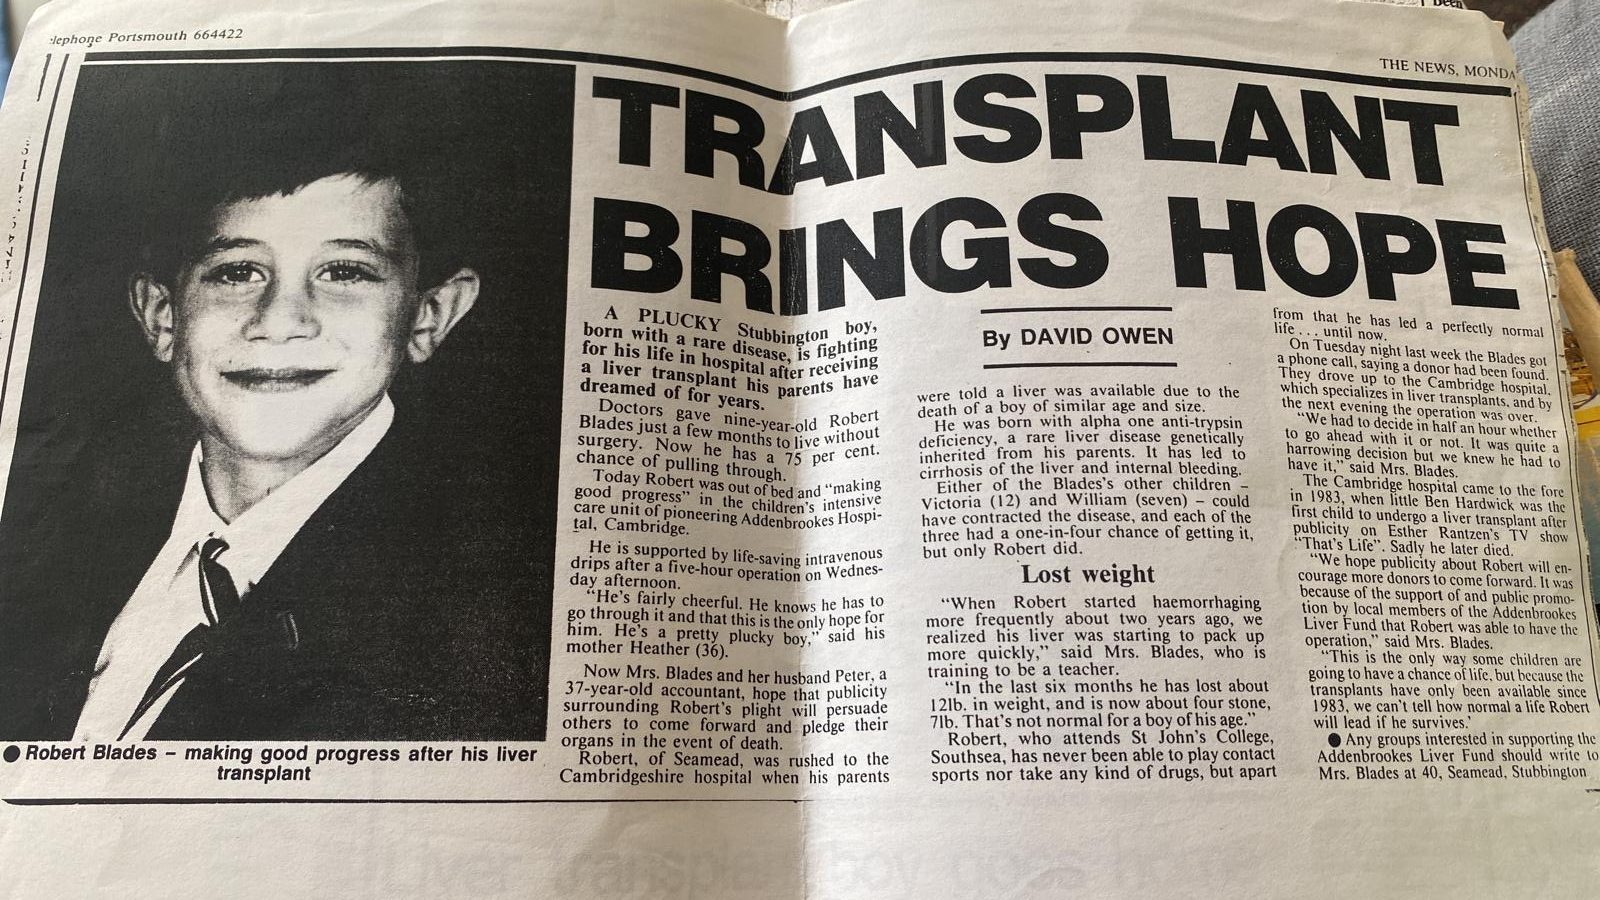 elephone Portsmouth 664422
THE NEWS, MONDA
TRANSPLANT
BRINGS HOPE
● Robert Blades – making good progress after his liver
transplant
A PLUCKY Stubbington boy,
born with a rare disease, is fighting
for his life in hospital after receiving
a liver transplant his parents have
dreamed of for years.
Doctors gave nine-year-old Robert
Blades just a few months to live without
surgery. Now he has a 75 per cent.
chance of pulling through.
Today Robert was out of bed and "making
good progress" in the children's intensive
care unit of pioneering Addenbrookes Hospi-
tal, Cambridge.
He is supported by life-saving intravenous
drips after a five-hour operation on Wednes-
day afternoon.
"He's fairly cheerful. He knows he has to
go through it and that this is the only hope for
him. He's a pretty plucky boy," said his
mother Heather (36).
Now Mrs. Blades and her husband Peter, a
37-year-old accountant, hope that publicity
surrounding Robert's plight will persuade
others to come forward and pledge their
organs in the event of death.
Robert, of Seamead, was rushed to the
Cambridgeshire hospital when his parents
By DAVID OWEN
were told a liver was available due to the
death of a boy of similar age and size.
He was born with alpha one anti-trypsin
deficiency, a rare liver disease genetically
inherited from his parents. It has led to
cirrhosis of the liver and internal bleeding.
Either of the Blades's other children –
Victoria (12) and William (seven) – could
have contracted the disease, and each of the
three had a one-in-four chance of getting it,
but only Robert did.
Lost weight
"When Robert started haemorrhaging
more frequently about two years ago, we
realized his liver was starting to pack up
more quickly," said Mrs. Blades, who is
training to be a teacher.
"In the last six months he has lost about
12lb. in weight, and is now about four stone,
7lb. That's not normal for a boy of his age."
Robert, who attends St John's College,
Southsea, has never been able to play contact
sports nor take any kind of drugs, but apart
from that he has led a perfectly normal
life . . . until now.
On Tuesday night last week the Blades got
a phone call, saying a donor had been found.
They drove up to the Cambridge hospital,
which specializes in liver transplants, and by
the next evening the operation was over.
"We had to decide in half an hour whether
to go ahead with it or not. It was quite a
harrowing decision but we knew he had to
have it," said Mrs. Blades.
The Cambridge hospital came to the fore
in 1983, when little Ben Hardwick was the
first child to undergo a liver transplant after
publicity on Esther Rantzen's TV show
"That's Life". Sadly he later died.
"We hope publicity about Robert will en-
courage more donors to come forward. It was
because of the support of and public promo-
tion by local members of the Addenbrookes
Liver Fund that Robert was able to have the
operation," said Mrs. Blades.
"This is the only way some children are
going to have a chance of life, but because the
transplants have only been available since
1983, we can't tell how normal a life Robert
will lead if he survives.'
● Any groups interested in supporting the
Addenbrookes Liver Fund should write to
Mrs. Blades at 40, Seamead, Stubbington
been